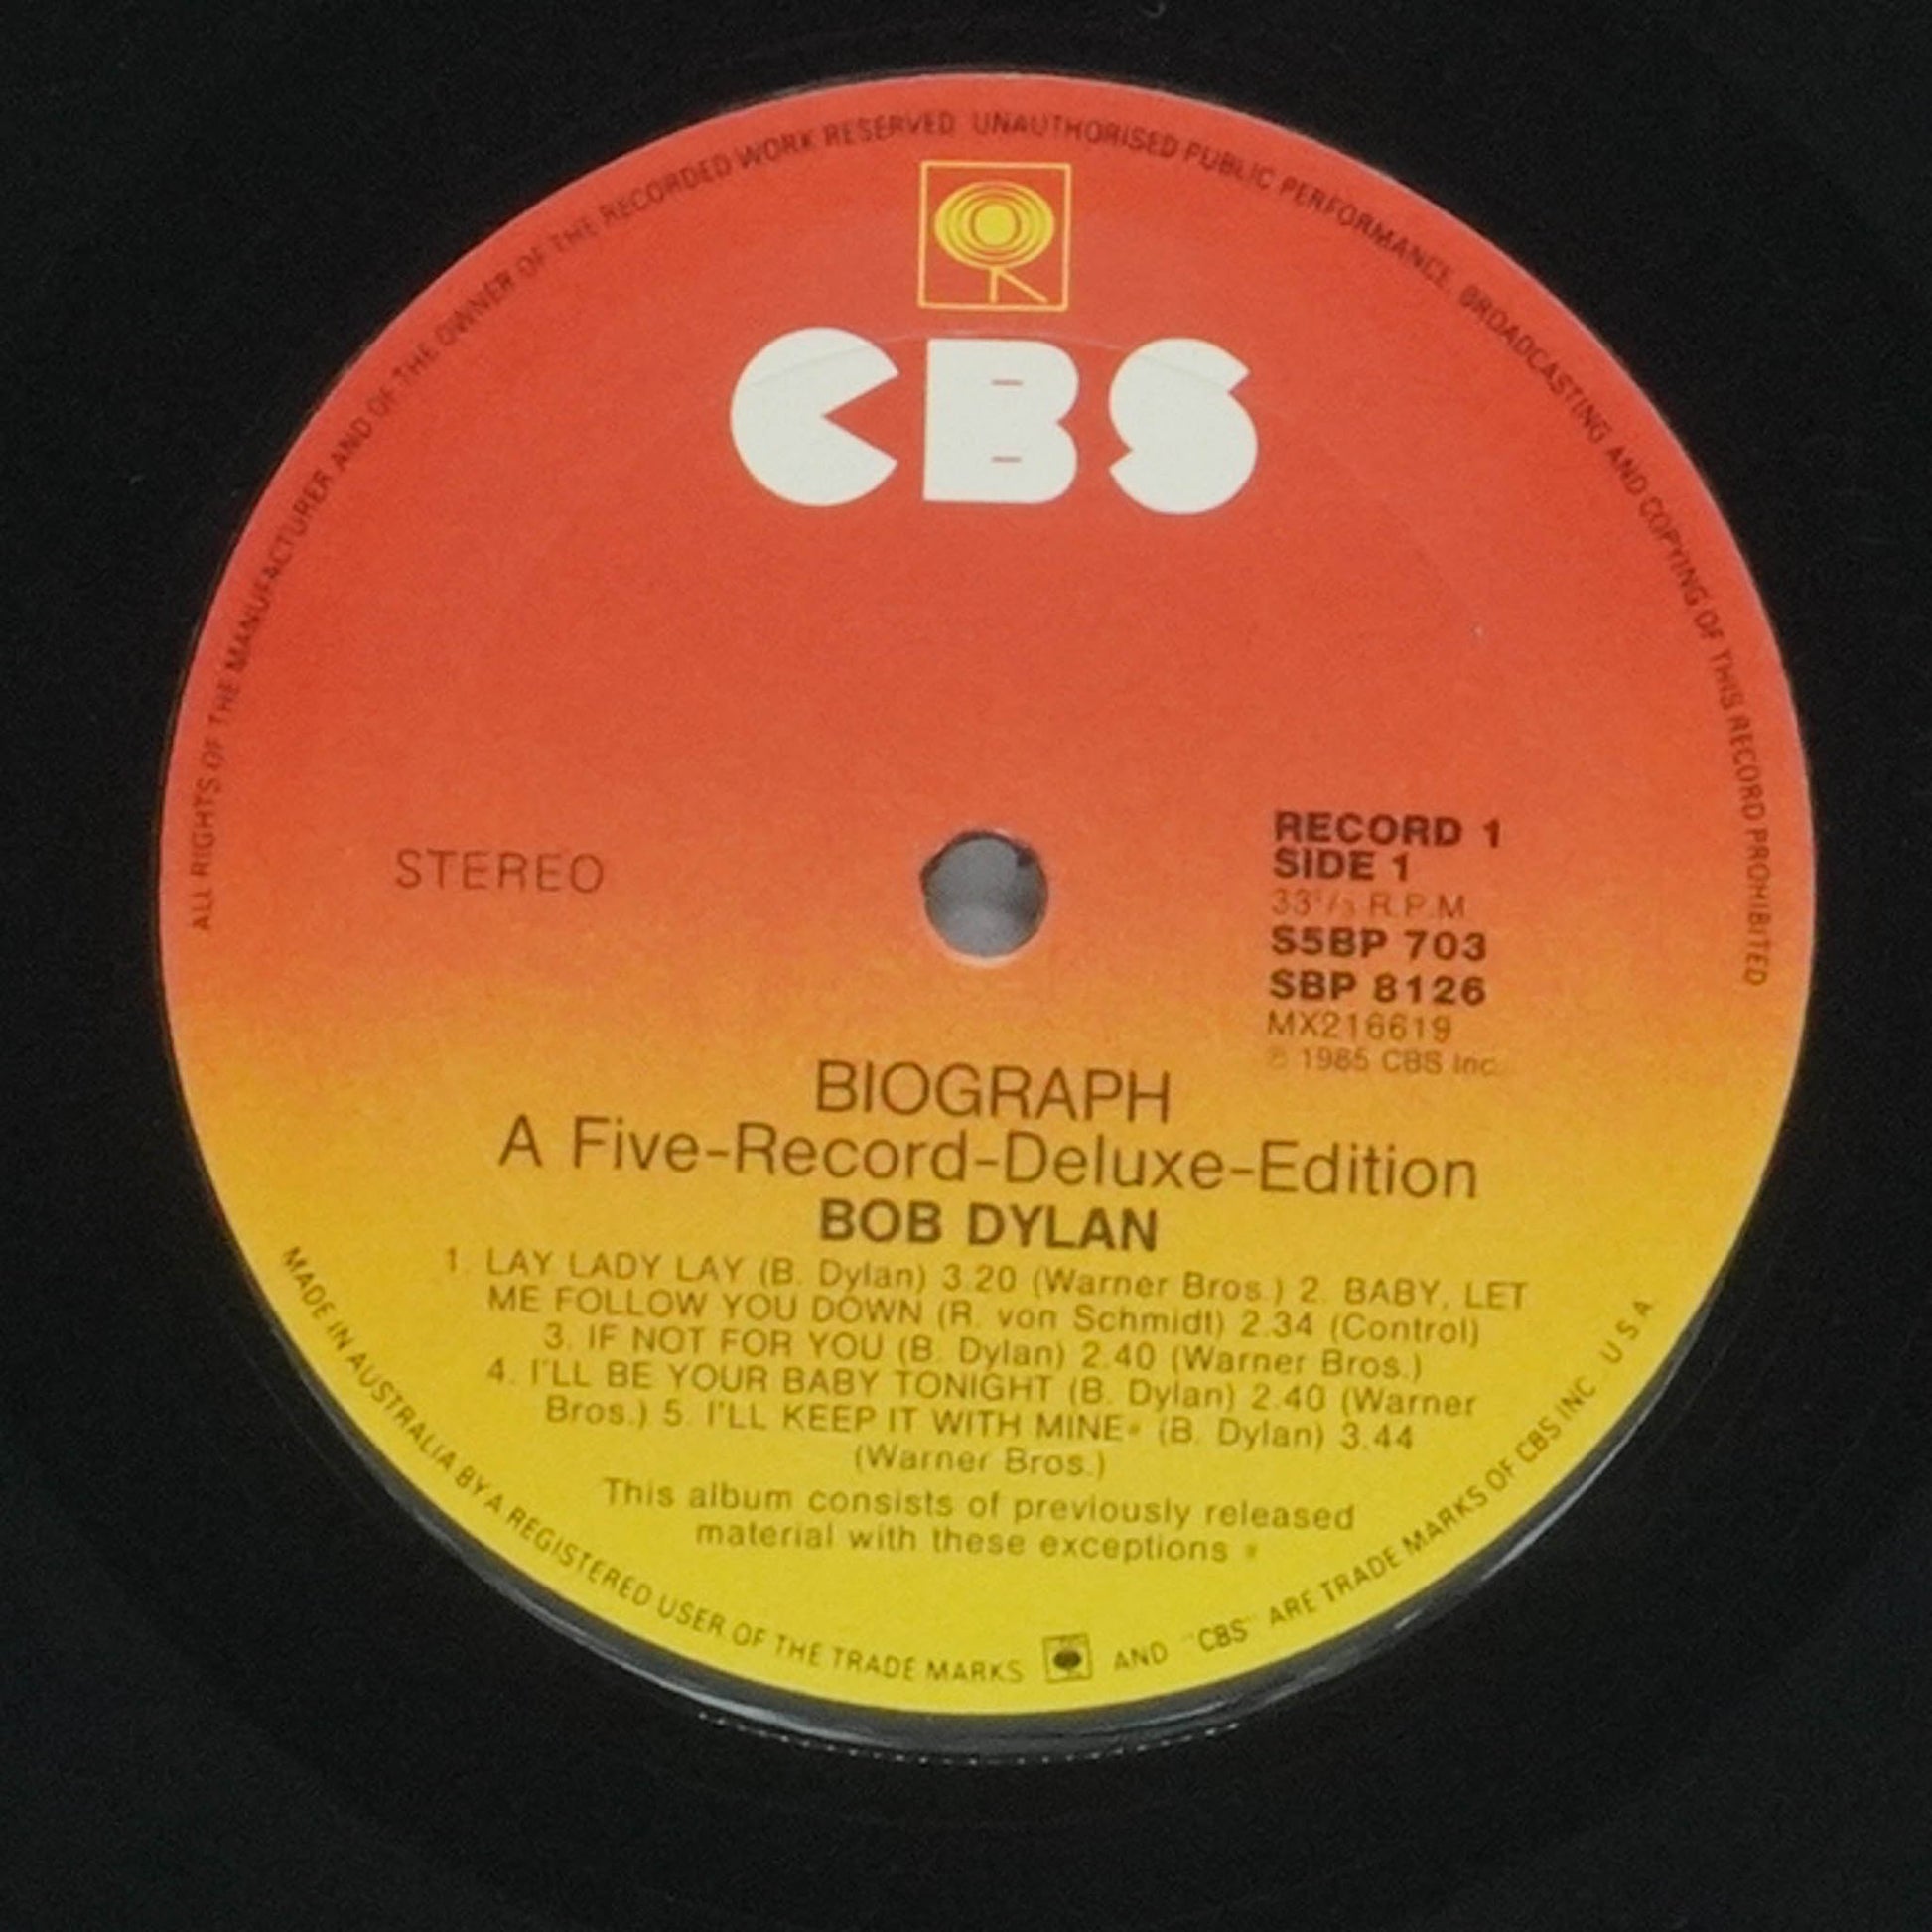 ALL RIGHTS OF THE MANUFACTURER AND OF THE OWNER OF THE RECORDED WORK RESERVED UNAUTHORISED PUBLIC PERFORMANCE, BROADCASTING AND COPYING OF THIS RECORD PROHIBITED
CBS
STEREO
RECORD 1
SIDE 1
33⅓ R.P.M.
S5BP 703
SBP 8126
MX216619
℗ 1985 CBS Inc.
BIOGRAPH
A Five-Record-Deluxe-Edition
BOB DYLAN
1. LAY LADY LAY (B. Dylan) 3.20 (Warner Bros.) 2. BABY, LET
ME FOLLOW YOU DOWN (R. von Schmidt) 2.34 (Control)
3. IF NOT FOR YOU (B. Dylan) 2.40 (Warner Bros.)
4. I'LL BE YOUR BABY TONIGHT (B. Dylan) 2.40 (Warner
Bros.) 5. I'LL KEEP IT WITH MINE* (B. Dylan) 3.44
(Warner Bros.)
This album consists of previously released
material with these exceptions *
MADE IN AUSTRALIA BY A REGISTERED USER OF THE TRADE MARKS AND "CBS" ARE TRADE MARKS OF CBS INC. U.S.A.